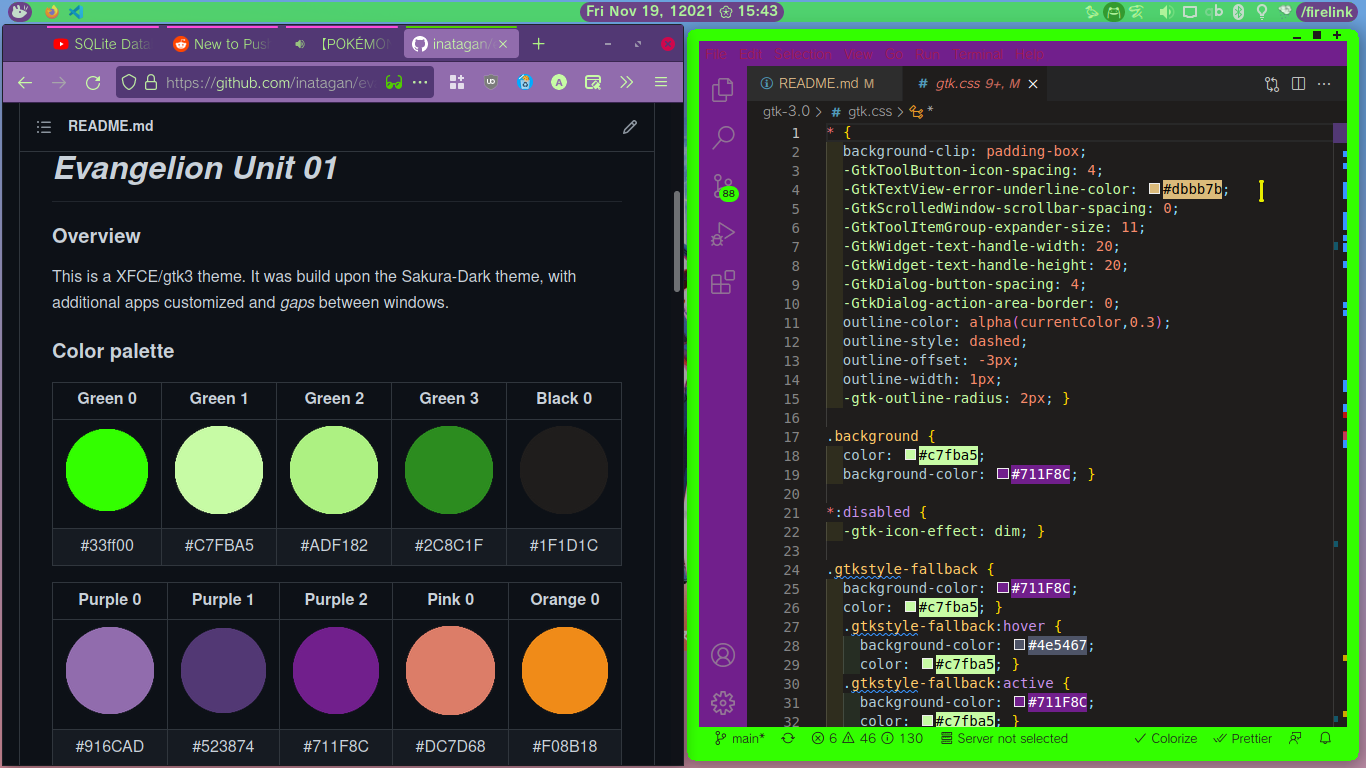 Fri Nov 19, 12021 15:43
/firelink
SQLite Data
New to Pus
【POKÉMO
inatagan/
https://github.com/inatagan/ev
README.md
Evangelion Unit 01
Overview
This is a XFCE/gtk3 theme. It was build upon the Sakura-Dark theme, with
additional apps customized and gaps between windows.
Color palette
Green 0 Green 1 Green 2 Green 3 Black 0
#33ff00 #C7FBA5 #ADF182 #2C8C1F #1F1D1C
Purple 0 Purple 1 Purple 2 Pink 0 Orange 0
#916CAD #523874 #711F8C #DC7D68 #F08B18
File Edit Selection View Go Run Terminal Help
README.md M
# gtk.css 9+, M
gtk-3.0 > # gtk.css > *
88
1 * {
2 background-clip: padding-box;
3 -GtkToolButton-icon-spacing: 4;
4 -GtkTextView-error-underline-color: #dbbb7b;
5 -GtkScrolledWindow-scrollbar-spacing: 0;
6 -GtkToolItemGroup-expander-size: 11;
7 -GtkWidget-text-handle-width: 20;
8 -GtkWidget-text-handle-height: 20;
9 -GtkDialog-button-spacing: 4;
10 -GtkDialog-action-area-border: 0;
11 outline-color: alpha(currentColor,0.3);
12 outline-style: dashed;
13 outline-offset: -3px;
14 outline-width: 1px;
15 -gtk-outline-radius: 2px; }
16
17 .background {
18 color: #c7fba5;
19 background-color: #711F8C; }
20
21 *:disabled {
22 -gtk-icon-effect: dim; }
23
24 .gtkstyle-fallback {
25 background-color: #711F8C;
26 color: #c7fba5; }
27 .gtkstyle-fallback:hover {
28 background-color: #4e5467;
29 color: #c7fba5; }
30 .gtkstyle-fallback:active {
31 background-color: #711F8C;
32 color: #c7fba5; }
main* 6 46 130 Server not selected Colorize Prettier